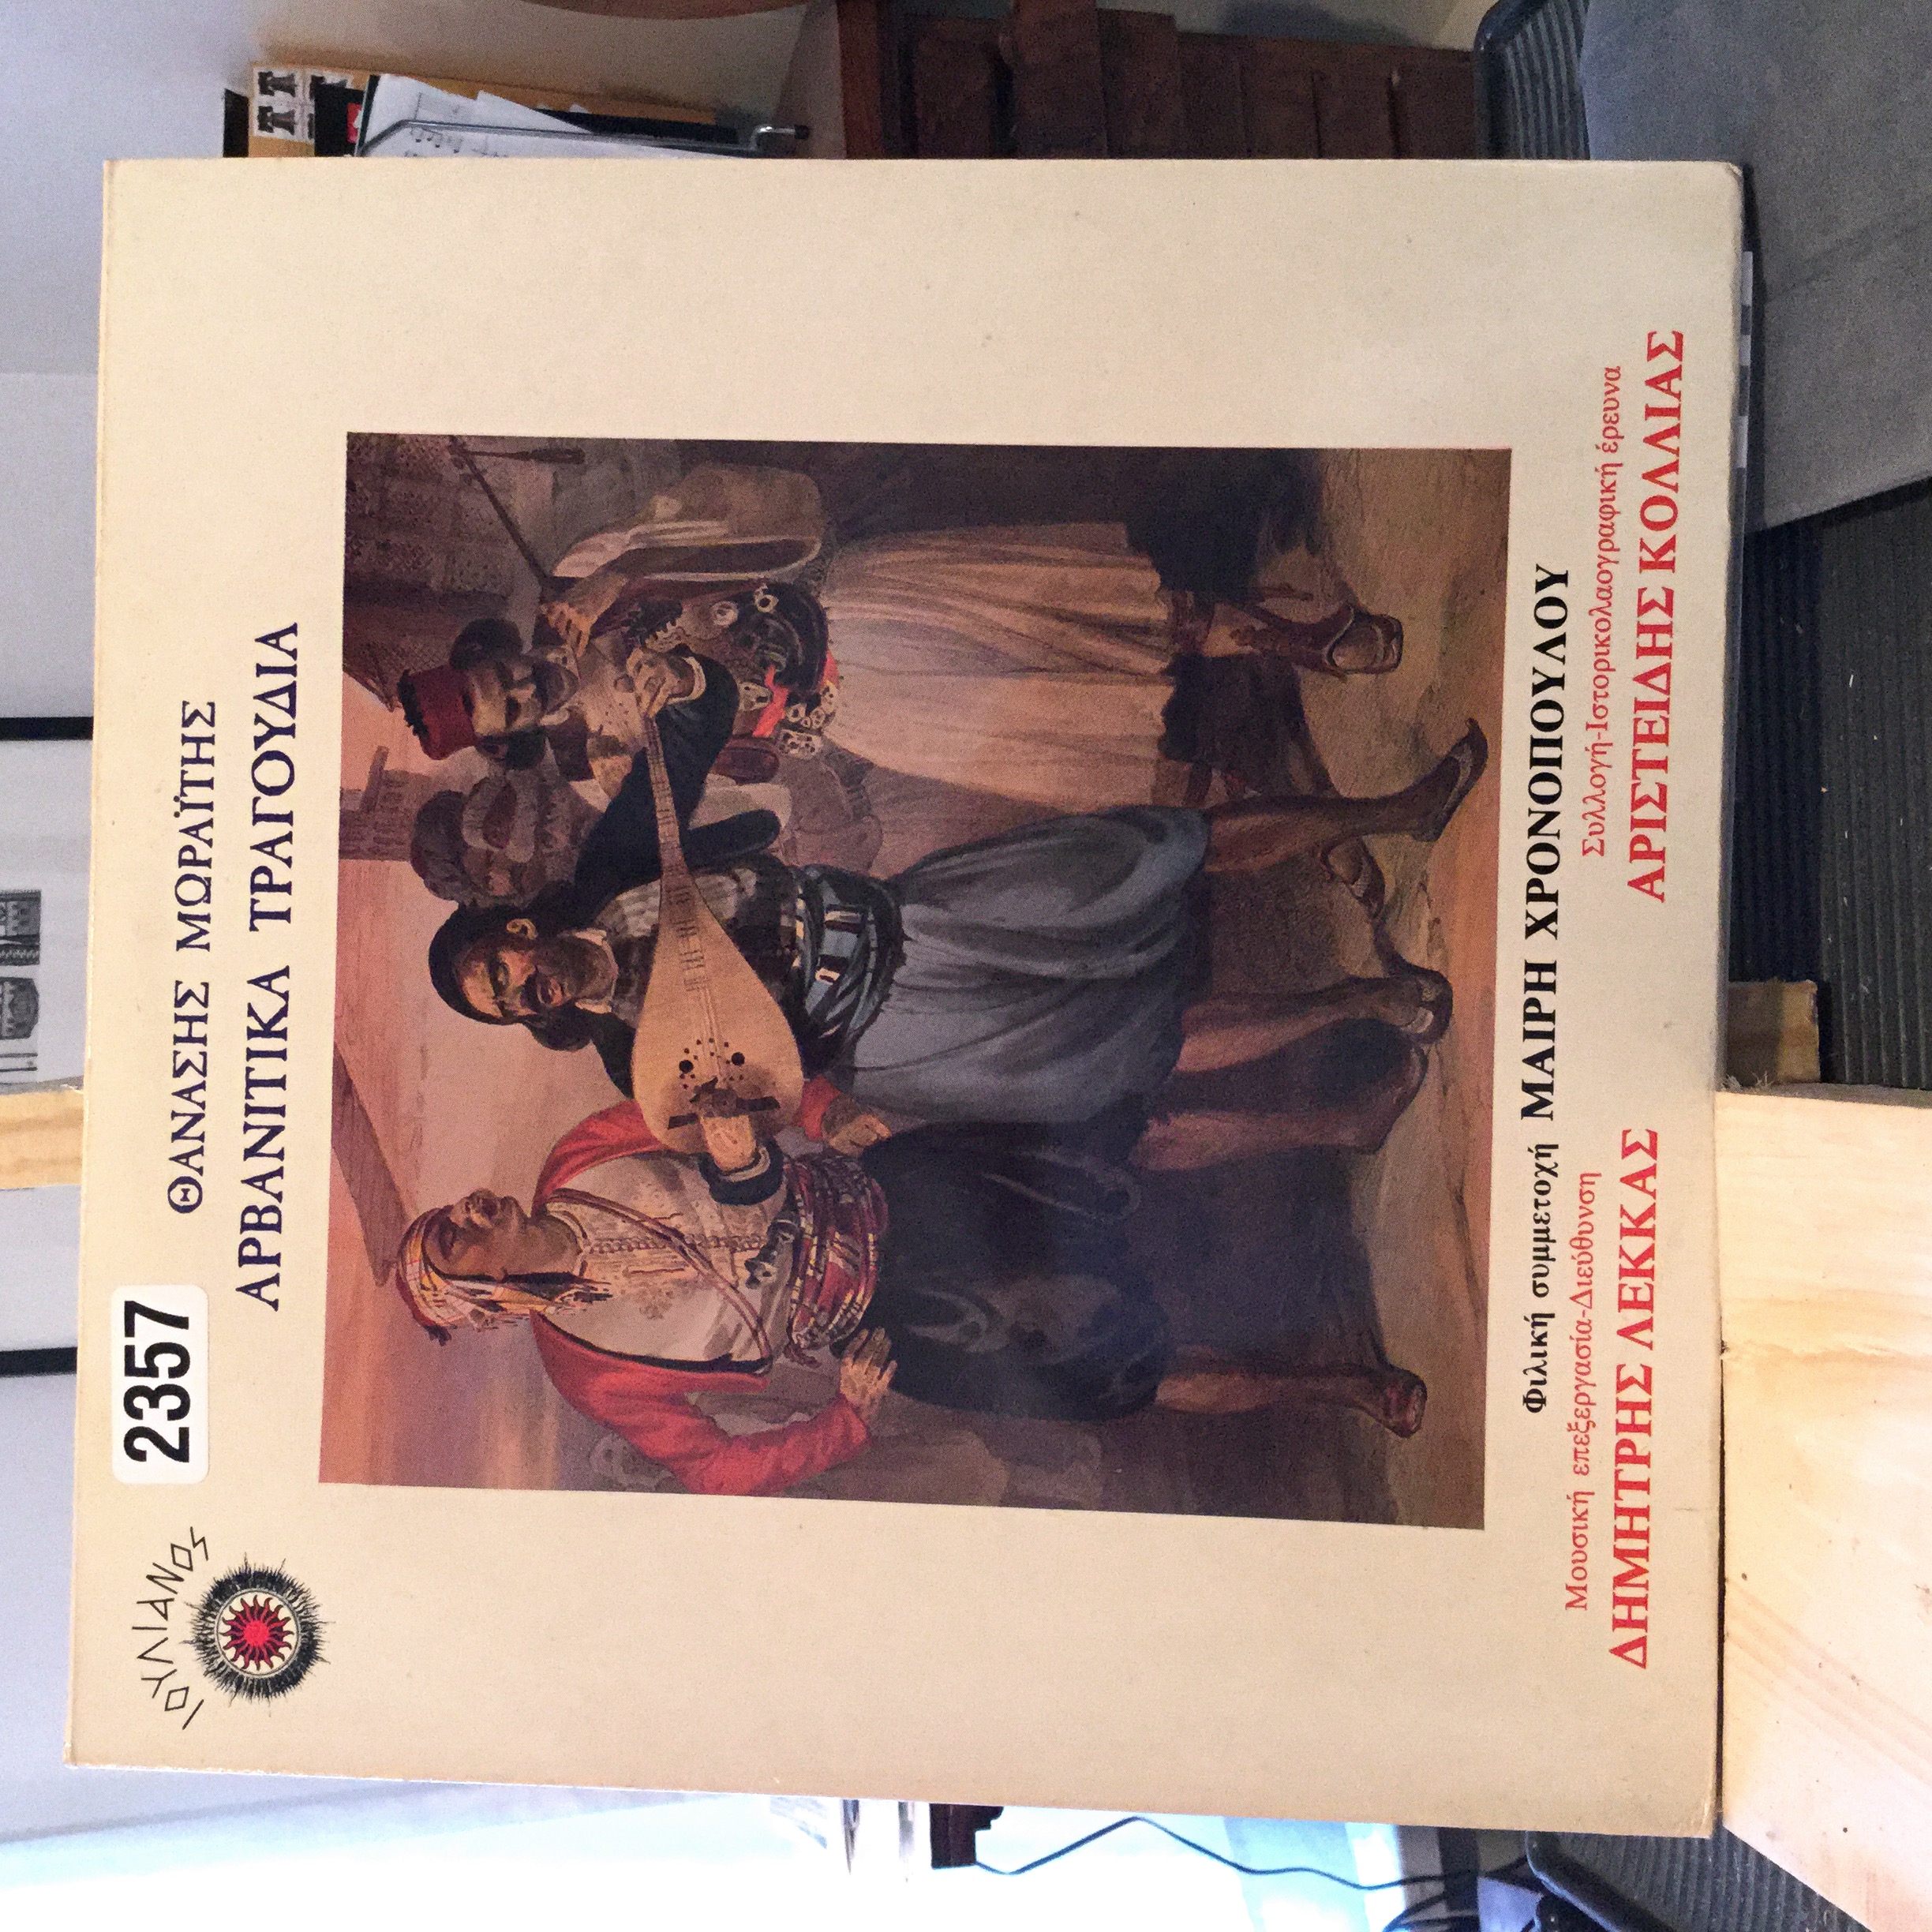 ΙΟΥΛΙΑΝΟΣ
2357
ΘΑΝΑΣΗΣ ΜΩΡΑΪΤΗΣ
ΑΡΒΑΝΙΤΙΚΑ ΤΡΑΓΟΥΔΙΑ
Φιλική συμμετοχή ΜΑΙΡΗ ΧΡΟΝΟΠΟΥΛΟΥ
Μουσική επεξεργασία-Διεύθυνση
ΔΗΜΗΤΡΗΣ ΛΕΚΚΑΣ
Συλλογή-Ιστορικολαογραφική έρευνα
ΑΡΙΣΤΕΙΔΗΣ ΚΟΛΛΙΑΣ